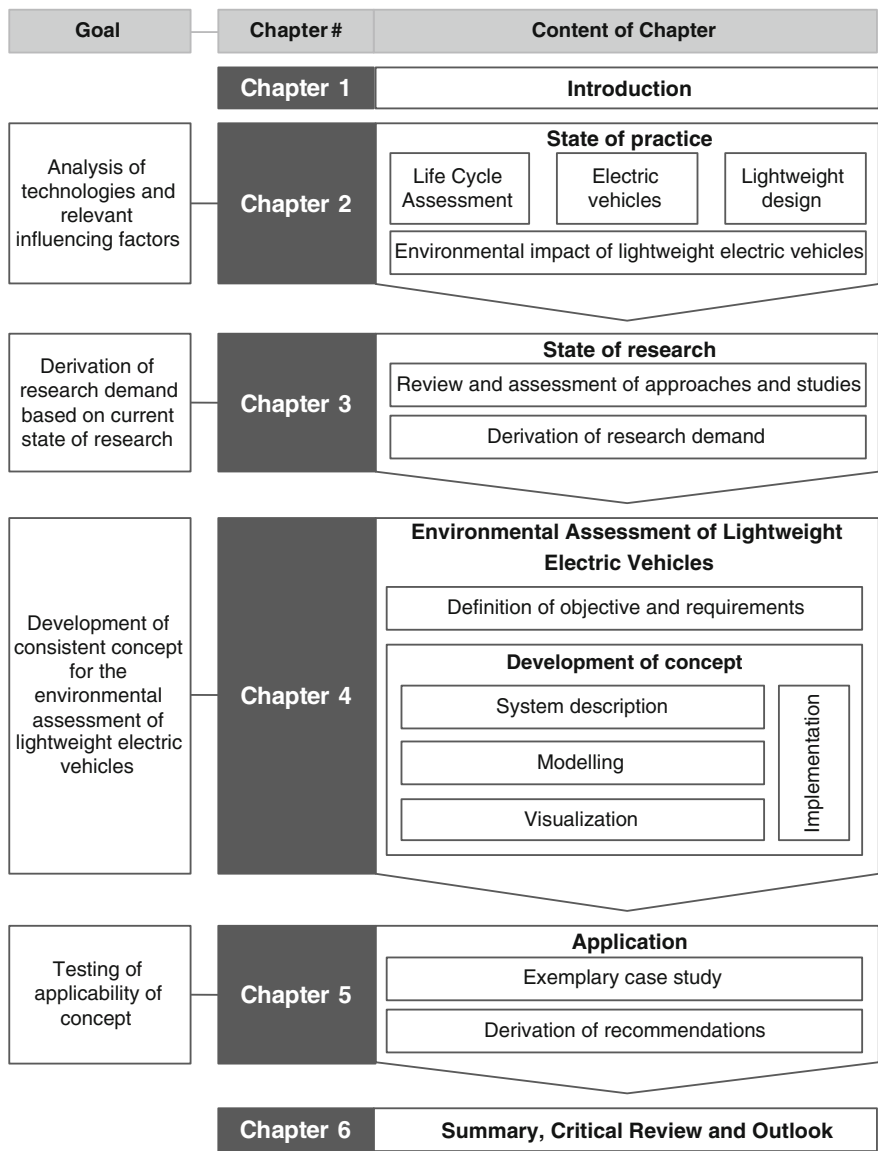 Goal
Chapter #
Content of Chapter
Chapter 1
Introduction
Analysis of
technologies and
relevant
influencing factors
Chapter 2
State of practice
Life Cycle
Assessment
Electric
vehicles
Lightweight
design
Environmental impact of lightweight electric vehicles
Derivation of
research demand
based on current
state of research
Chapter 3
State of research
Review and assessment of approaches and studies
Derivation of research demand
Development of
consistent concept
for the
environmental
assessment of
lightweight electric
vehicles
Chapter 4
Environmental Assessment of Lightweight
Electric Vehicles
Definition of objective and requirements
Development of concept
System description
Modelling
Visualization
Implementation
Testing of
applicability of
concept
Chapter 5
Application
Exemplary case study
Derivation of recommendations
Chapter 6
Summary, Critical Review and Outlook